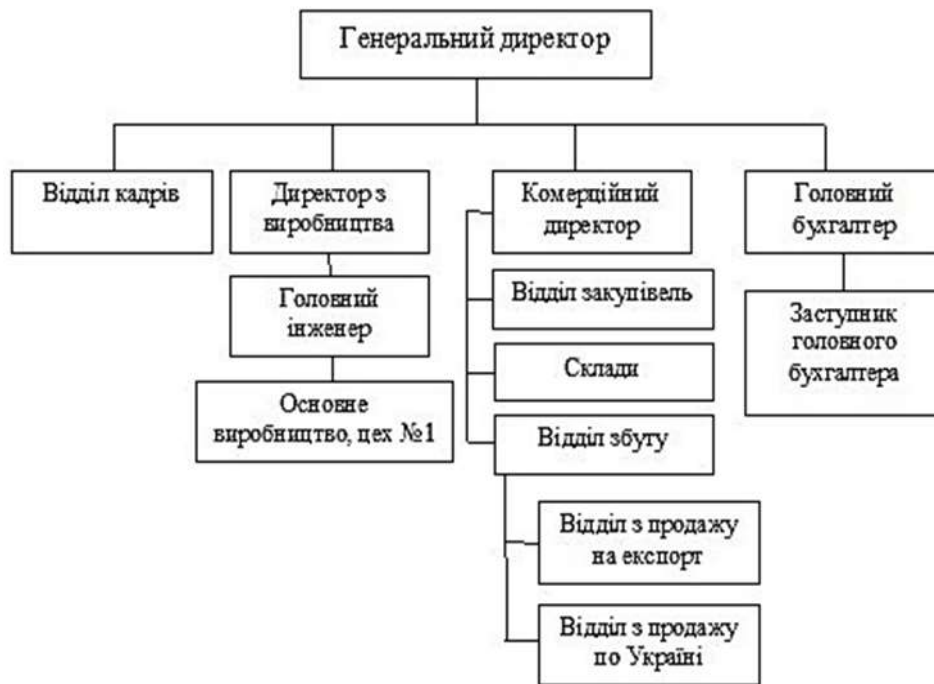 Генеральний директор
Відділ кадрів
Директор з
виробництва
Комерційний
директор
Головний
бухгалтер
Головний
інженер
Відділ закупівель
Заступник
головного
бухгалтера
Склади
Основне
виробництво, цех №1
Відділ збуту
Відділ з продажу
на експорт
Відділ з продажу
по Україні